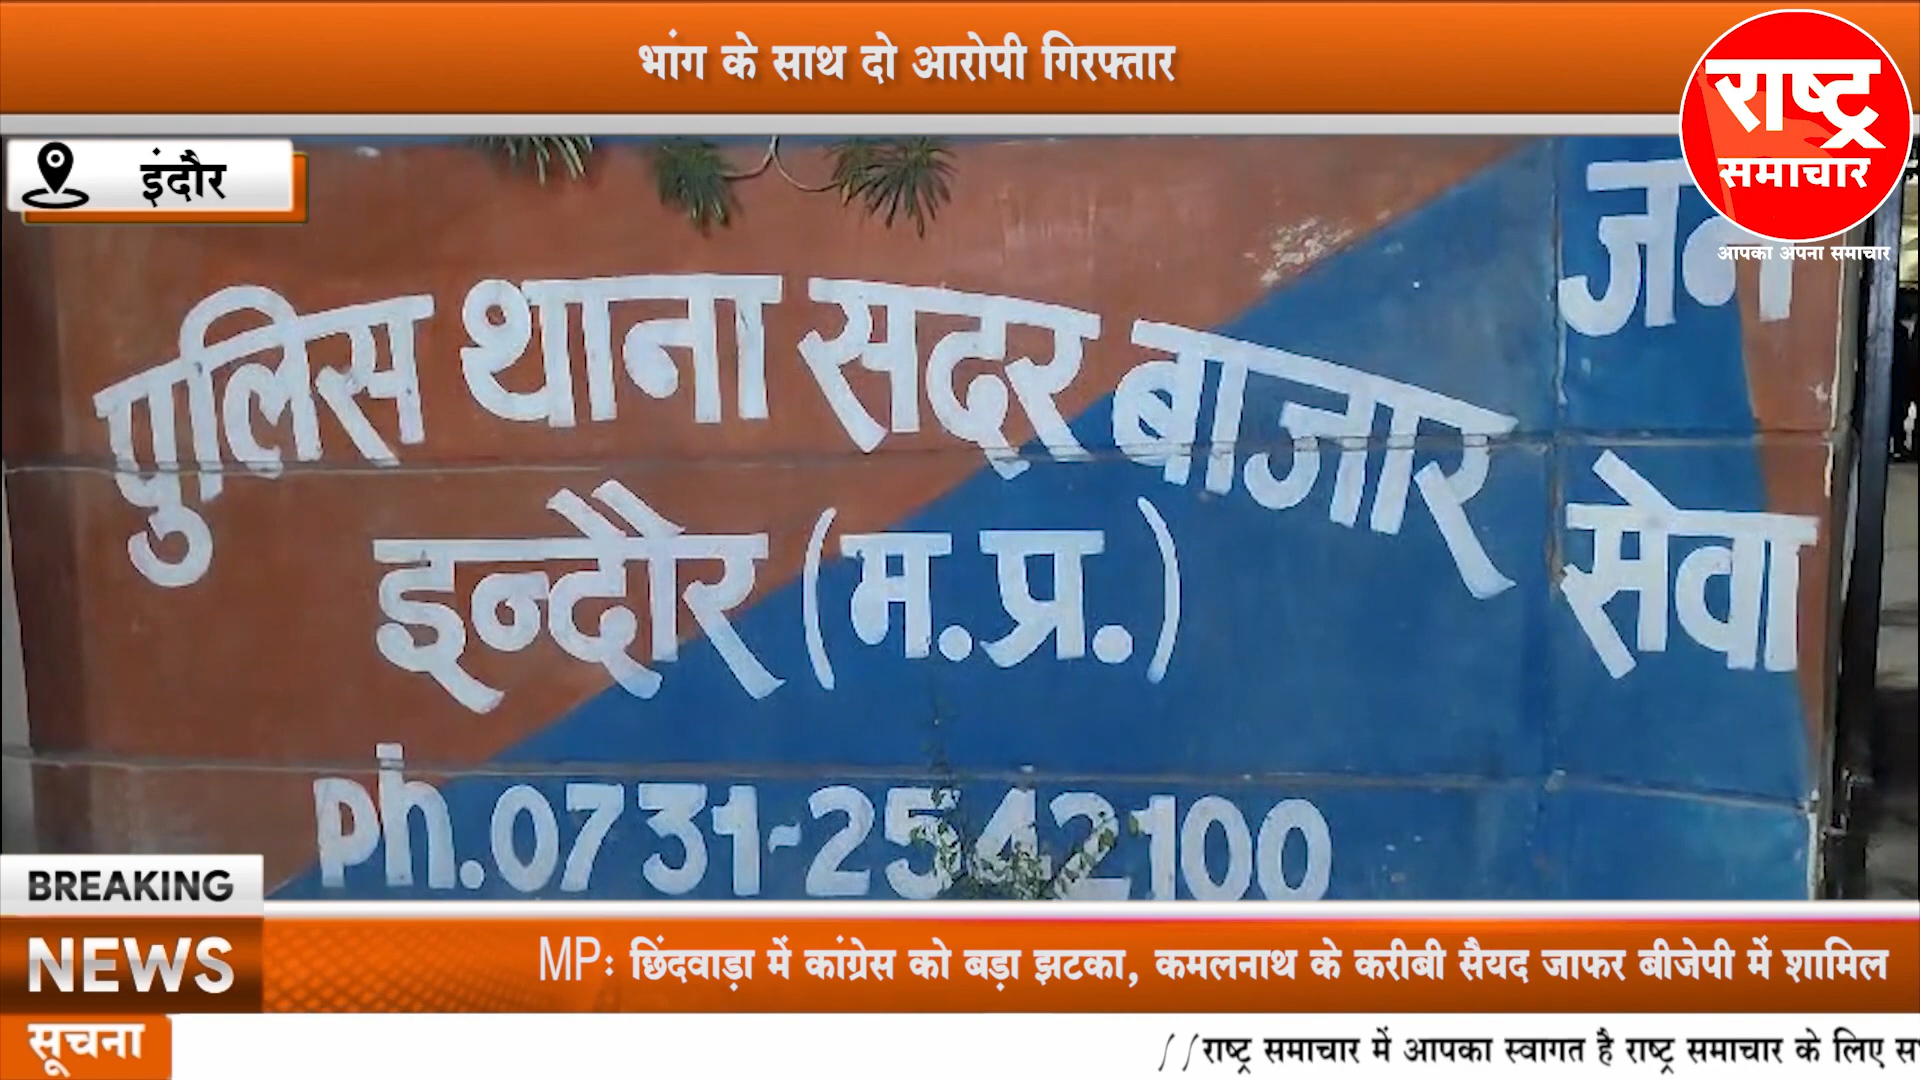 भांग के साथ दो आरोपी गिरफ्तार
राष्ट्र
समाचार
आपका अपना समाचार
इंदौर
पुलिस थाना सदर बाजार
इन्दौर (म.प्र.)
Ph.0731-2542100
जन
सेवा
BREAKING
NEWS
MP: छिंदवाड़ा में कांग्रेस को बड़ा झटका, कमलनाथ के करीबी सैयद जाफर बीजेपी में शामिल
सूचना
//राष्ट्र समाचार में आपका स्वागत है राष्ट्र समाचार के लिए